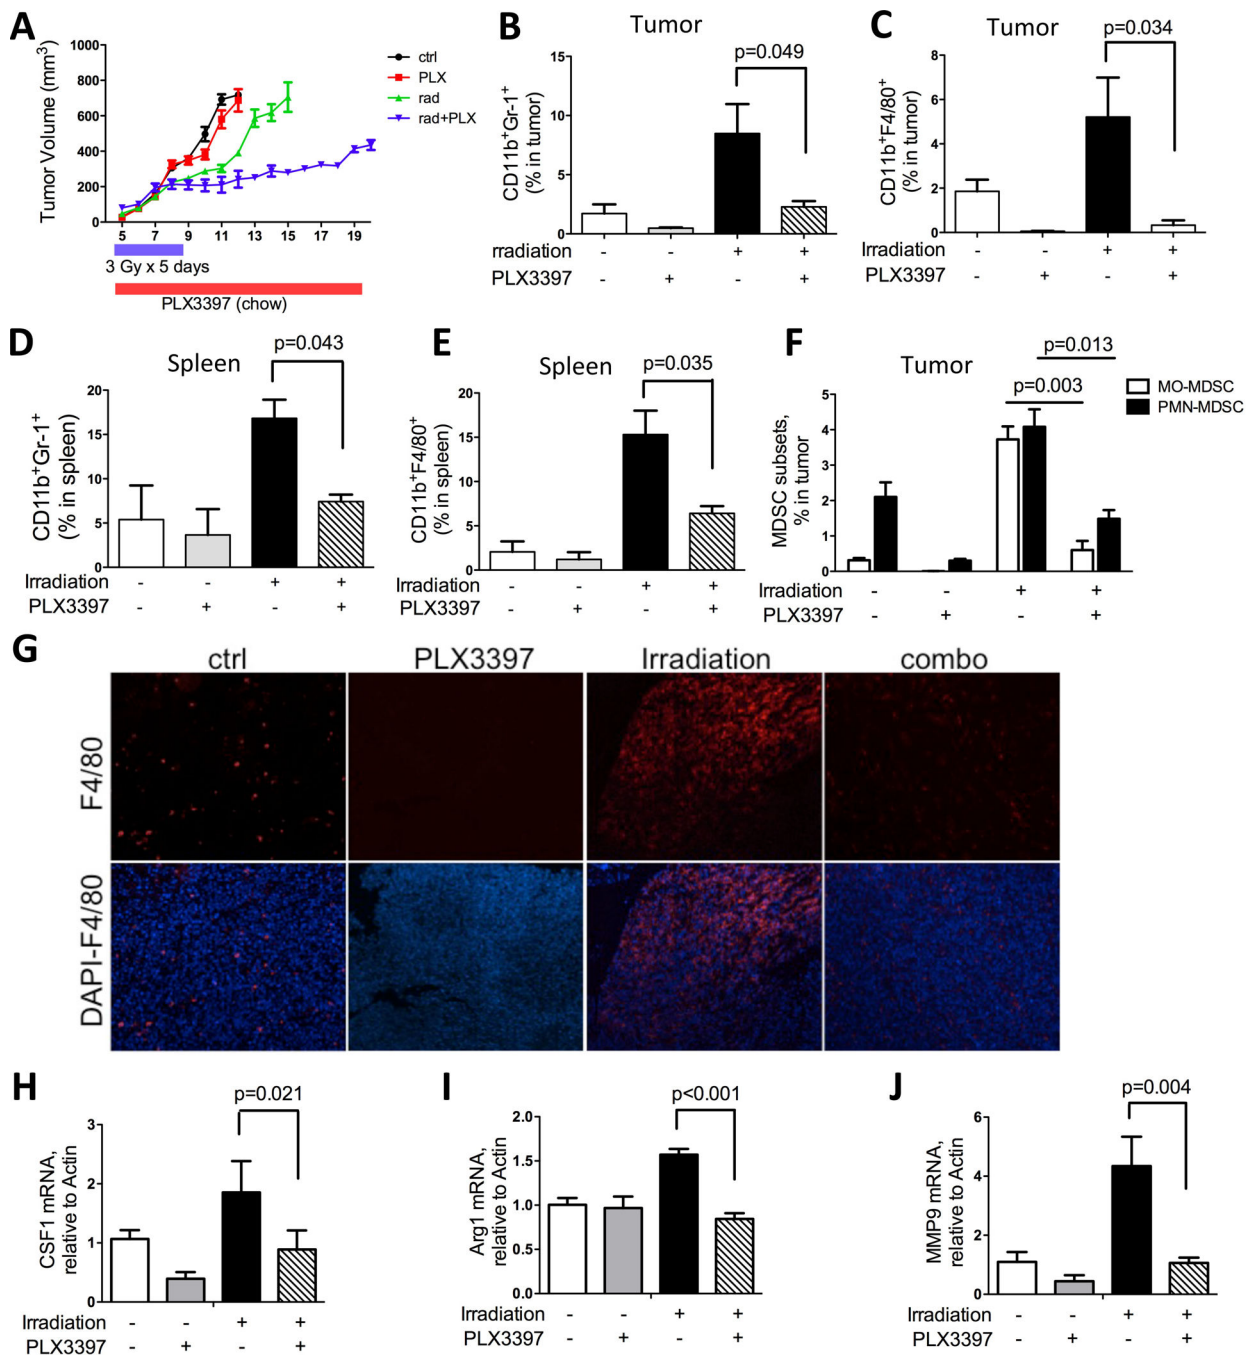 A
Tumor Volume (mm³)
1000
800
600
400
200
0
5 7 9 11 13 15 17 19
ctrl
PLX
rad
rad+PLX
3 Gy x 5 days
PLX3397 (chow)
B
Tumor
p=0.049
CD11b⁺Gr-1⁺
(% in tumor)
15
10
5
0
rradiation - - + +
PLX3397 - + - +
C
Tumor
p=0.034
CD11b⁺F4/80⁺
(% in tumor)
8
6
4
2
0
Irradiation - - + +
PLX3397 - + - +
D
Spleen
p=0.043
CD11b⁺Gr-1⁺
(% in spleen)
20
15
10
5
0
Irradiation - - + +
PLX3397 - + - +
E
Spleen
p=0.035
CD11b⁺F4/80⁺
(% in spleen)
20
15
10
5
0
Irradiation - - + +
PLX3397 - + - +
F
Tumor
p=0.013
p=0.003
MO-MDSC
PMN-MDSC
MDSC subsets,
% in tumor
5
4
3
2
1
0
Irradiation - - + +
PLX3397 - + - +
G
ctrl PLX3397 Irradiation combo
F4/80
DAPI-F4/80
H
p=0.021
CSF1 mRNA,
relative to Actin
3
2
1
0
Irradiation - - + +
PLX3397 - + - +
I
p<0.001
Arg1 mRNA,
relative to Actin
2.0
1.5
1.0
0.5
0.0
Irradiation - - + +
PLX3397 - + - +
J
p=0.004
MMP9 mRNA,
relative to Actin
6
4
2
0
Irradiation - - + +
PLX3397 - + - +